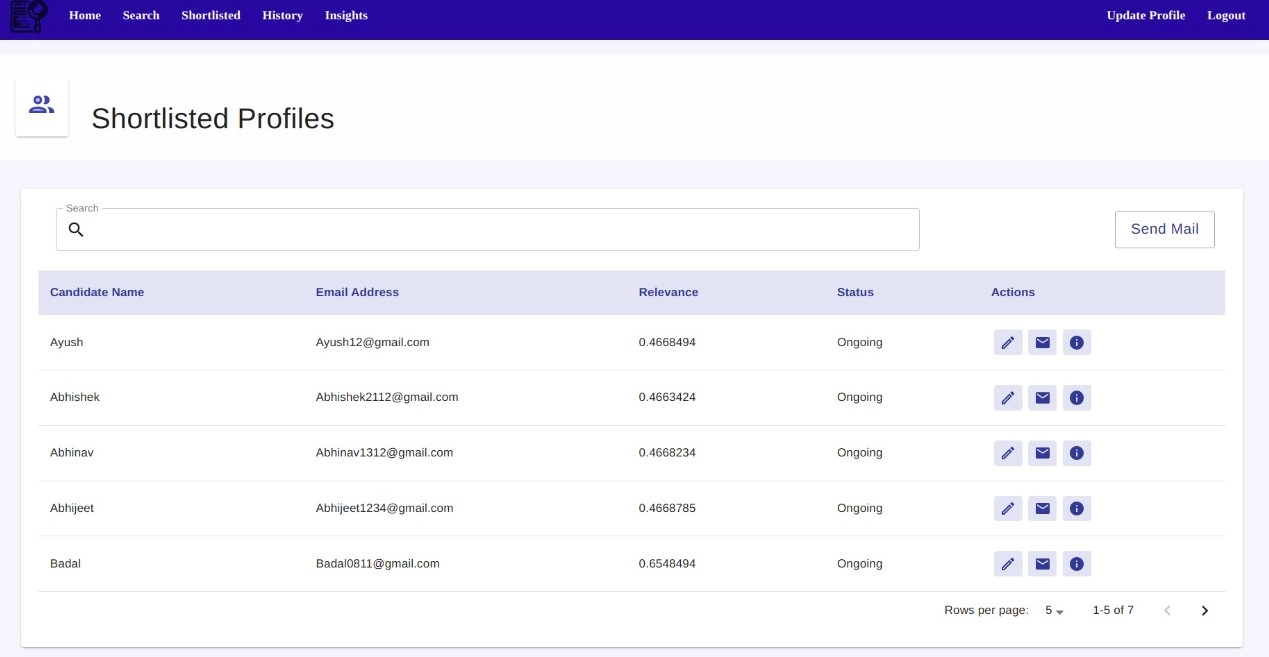 Home Search Shortlisted History Insights Update Profile Logout
Shortlisted Profiles
Search
Send Mail
Candidate Name Email Address Relevance Status Actions
Ayush Ayush12@gmail.com 0.4668494 Ongoing
Abhishek Abhishek2112@gmail.com 0.4663424 Ongoing
Abhinav Abhinav1312@gmail.com 0.4668234 Ongoing
Abhijeet Abhijeet1234@gmail.com 0.4668785 Ongoing
Badal Badal0811@gmail.com 0.6548494 Ongoing
Rows per page: 5 1-5 of 7